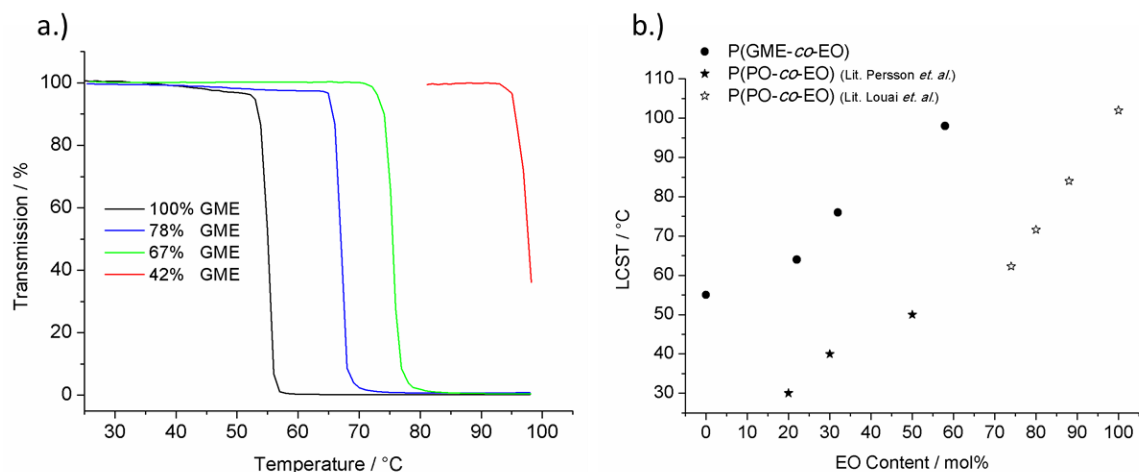 a.)
100
80
60
40
20
0
Transmission / %
100% GME
78% GME
67% GME
42% GME
30 40 50 60 70 80 90 100
Temperature / °C
b.)
P(GME-co-EO)
P(PO-co-EO) (Lit. Persson et. al.)
P(PO-co-EO) (Lit. Louai et. al.)
110
100
90
80
70
60
50
40
30
LCST / °C
0 10 20 30 40 50 60 70 80 90 100
EO Content / mol%